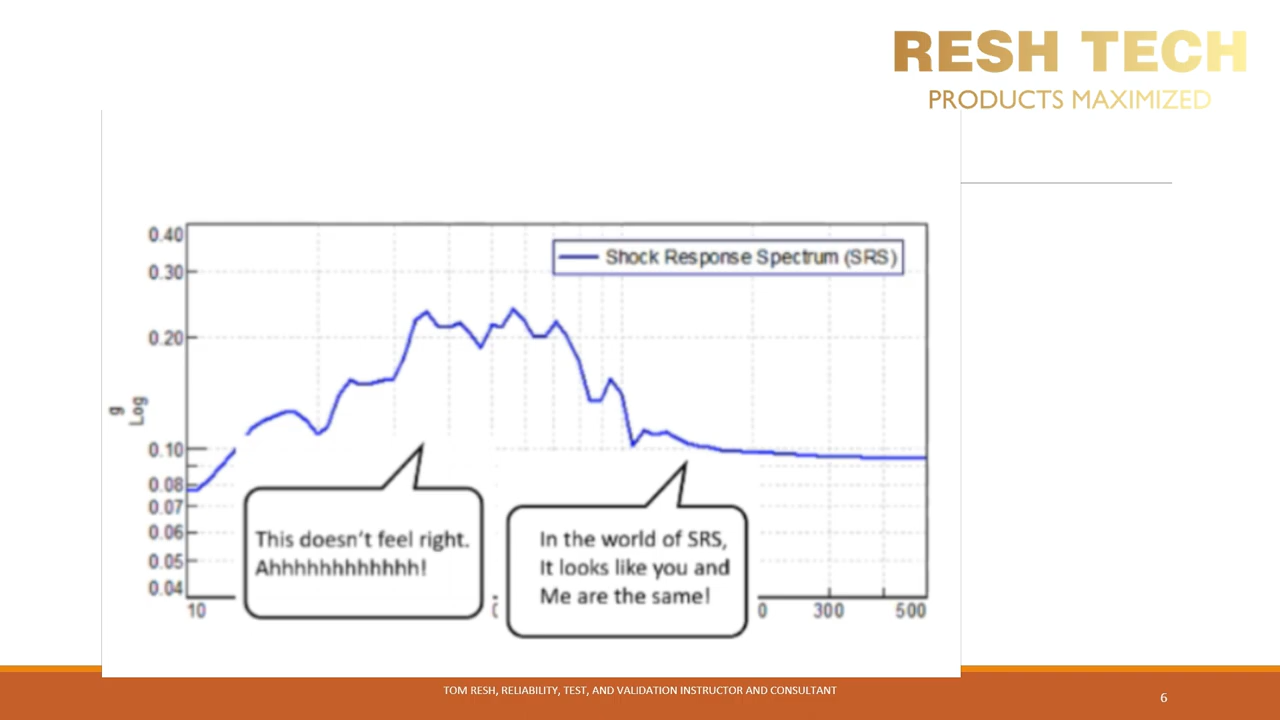 RESH TECH
PRODUCTS MAXIMIZED
Shock Response Spectrum (SRS)
0.40
0.30
0.20
0.10
0.08
0.07
0.06
0.05
0.04
g
Log
This doesn't feel right.
Ahhhhhhhhhhhh!
In the world of SRS,
It looks like you and
Me are the same!
10 0 0 300 500
TOM RESH, RELIABILITY, TEST, AND VALIDATION INSTRUCTOR AND CONSULTANT
6